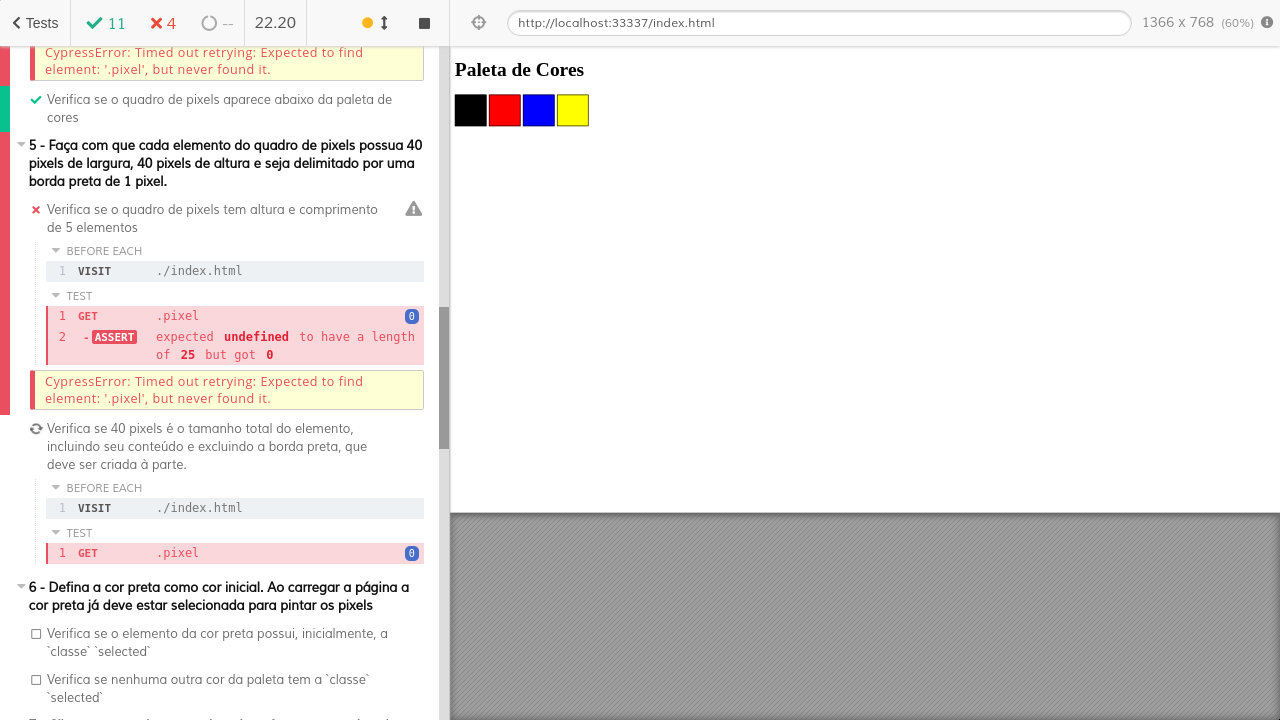 Tests 11 4 -- 22.20 http://localhost:33337/index.html 1366 x 768 (60%)
CypressError: Timed out retrying: Expected to find
element: '.pixel', but never found it.
Verifica se o quadro de pixels aparece abaixo da paleta de
cores
5 - Faça com que cada elemento do quadro de pixels possua 40
pixels de largura, 40 pixels de altura e seja delimitado por uma
borda preta de 1 pixel.
Verifica se o quadro de pixels tem altura e comprimento
de 5 elementos
BEFORE EACH
1 VISIT ./index.html
TEST
1 GET .pixel 0
2 -ASSERT expected undefined to have a length
of 25 but got 0
CypressError: Timed out retrying: Expected to find
element: '.pixel', but never found it.
Verifica se 40 pixels é o tamanho total do elemento,
incluindo seu conteúdo e excluindo a borda preta, que
deve ser criada à parte.
BEFORE EACH
1 VISIT ./index.html
TEST
1 GET .pixel 0
6 - Defina a cor preta como cor inicial. Ao carregar a página a
cor preta já deve estar selecionada para pintar os pixels
Verifica se o elemento da cor preta possui, inicialmente, a
`classe` `selected`
Verifica se nenhuma outra cor da paleta tem a `classe`
`selected`
Paleta de Cores